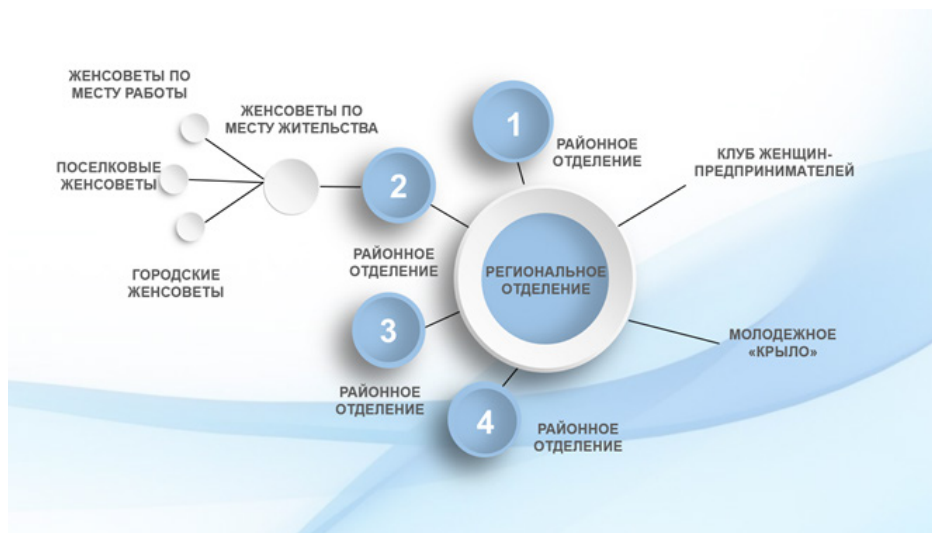 ЖЕНСОВЕТЫ ПО
МЕСТУ РАБОТЫ
ЖЕНСОВЕТЫ ПО
МЕСТУ ЖИТЕЛЬСТВА
ПОСЕЛКОВЫЕ
ЖЕНСОВЕТЫ
ГОРОДСКИЕ
ЖЕНСОВЕТЫ
1
РАЙОННОЕ
ОТДЕЛЕНИЕ
2
РАЙОННОЕ
ОТДЕЛЕНИЕ
3
РАЙОННОЕ
ОТДЕЛЕНИЕ
4
РАЙОННОЕ
ОТДЕЛЕНИЕ
РЕГИОНАЛЬНОЕ
ОТДЕЛЕНИЕ
КЛУБ ЖЕНЩИН-
ПРЕДПРИНИМАТЕЛЕЙ
МОЛОДЕЖНОЕ
«КРЫЛО»